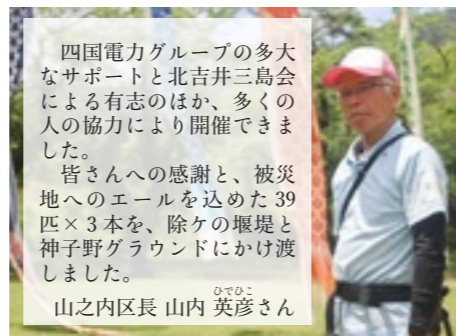 四国電力グループの多大
なサポートと北吉井三島会
による有志のほか、多くの
人の協力により開催できま
した。
皆さんへの感謝と、被災
地へのエールを込めた39
匹×3本を、除ケの堰堤と
神子野グラウンドにかけ渡
しました。
ひでひこ
山之内区長 山内 英彦さん